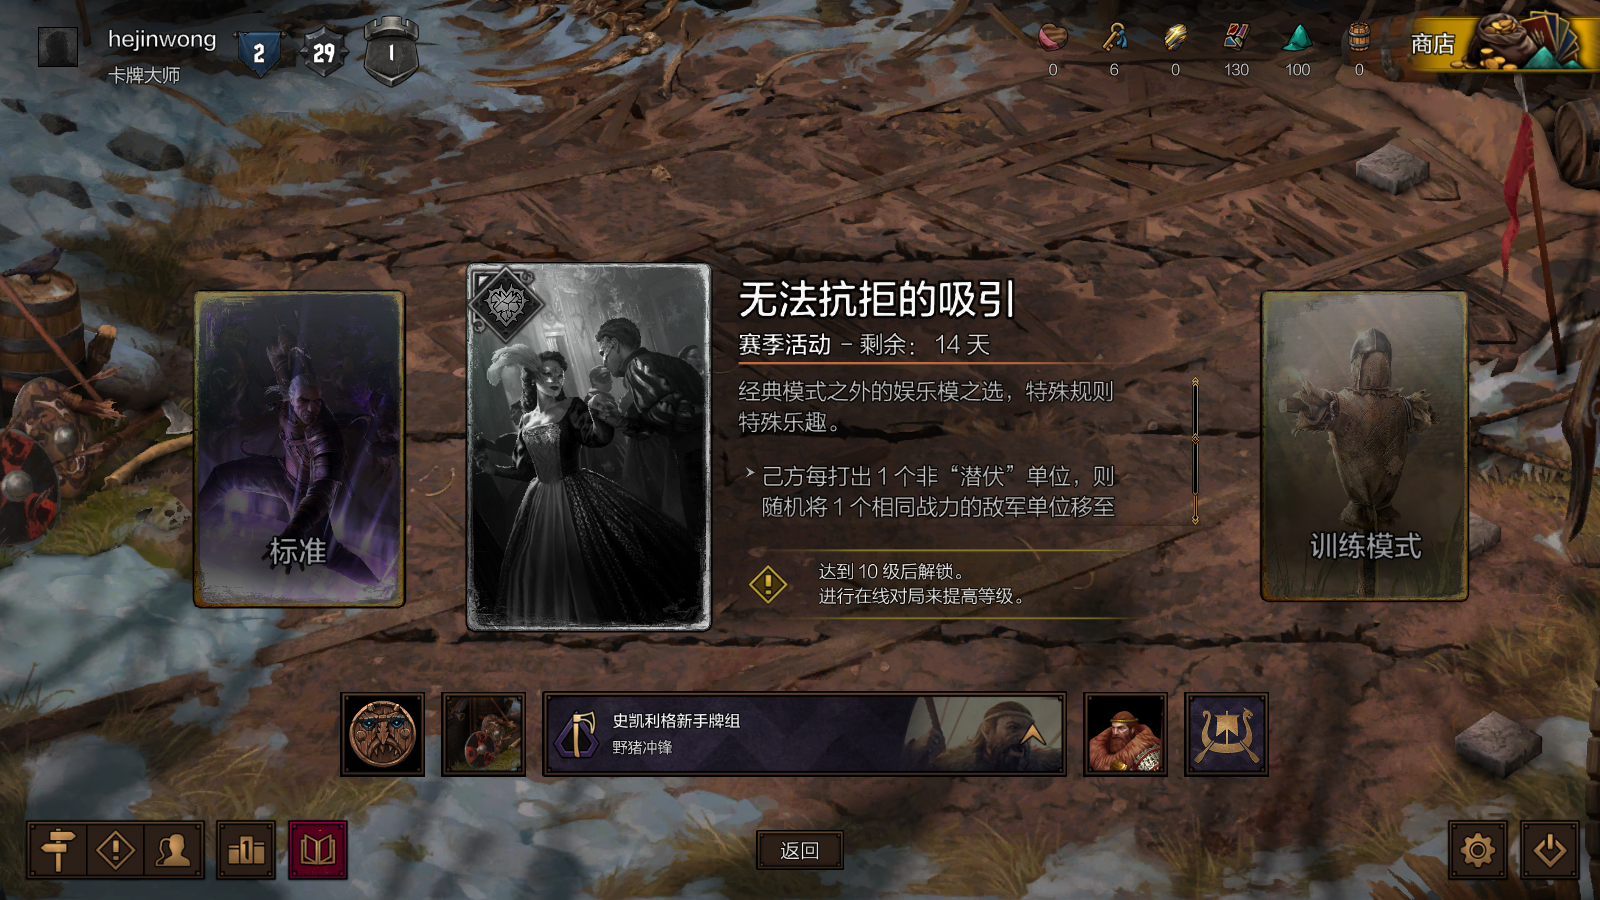 hejinwong
卡牌大师
2
29
1
0
6
0
130
100
0
商店
无法抗拒的吸引
赛季活动 – 剩余： 14 天
经典模式之外的娱乐模之选，特殊规则
特殊乐趣。
己方每打出 1 个非“潜伏”单位，则
随机将 1 个相同战力的敌军单位移至
达到 10 级后解锁。
进行在线对局来提高等级。
标准
训练模式
史凯利格新手牌组
野猪冲锋
1
返回